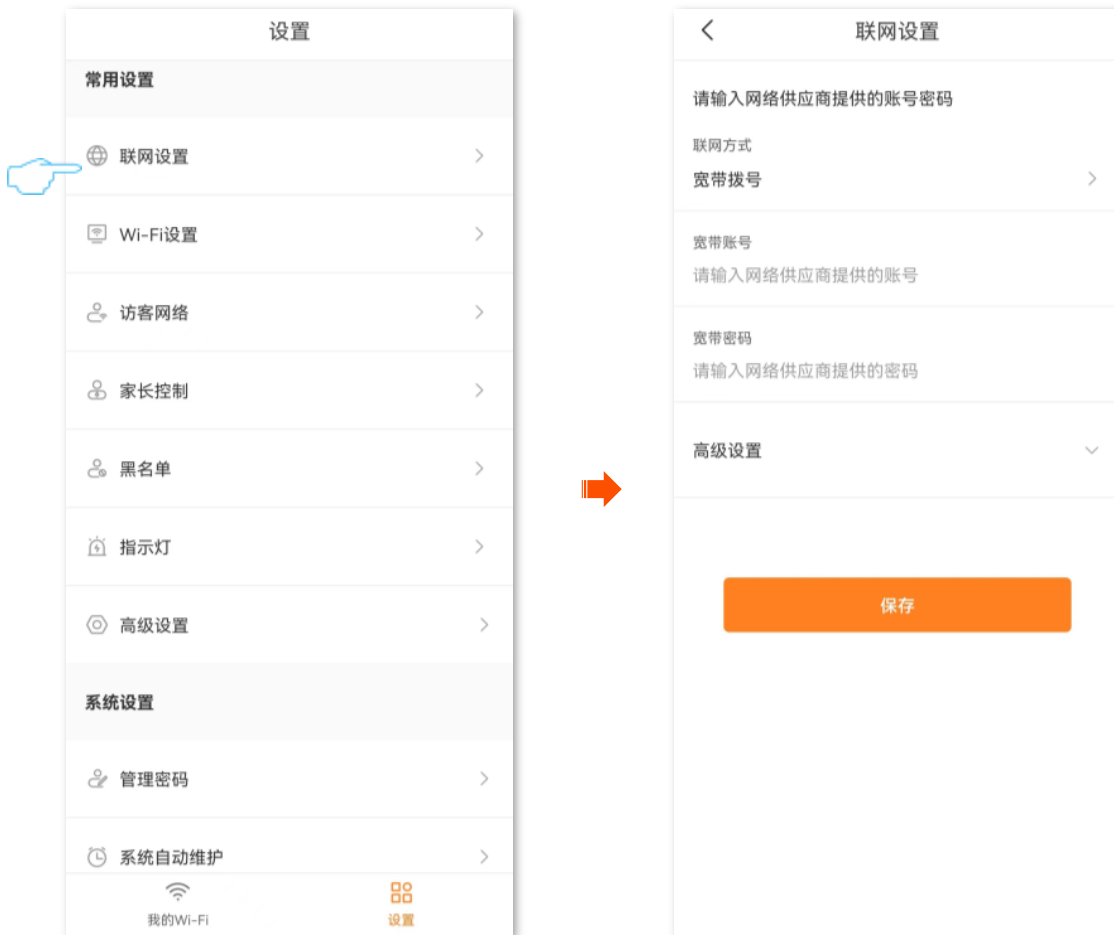 设置
常用设置
联网设置
Wi-Fi设置
访客网络
家长控制
黑名单
指示灯
高级设置
系统设置
管理密码
系统自动维护
我的Wi-Fi
设置
联网设置
请输入网络供应商提供的账号密码
联网方式
宽带拨号
宽带账号
请输入网络供应商提供的账号
宽带密码
请输入网络供应商提供的密码
高级设置
保存